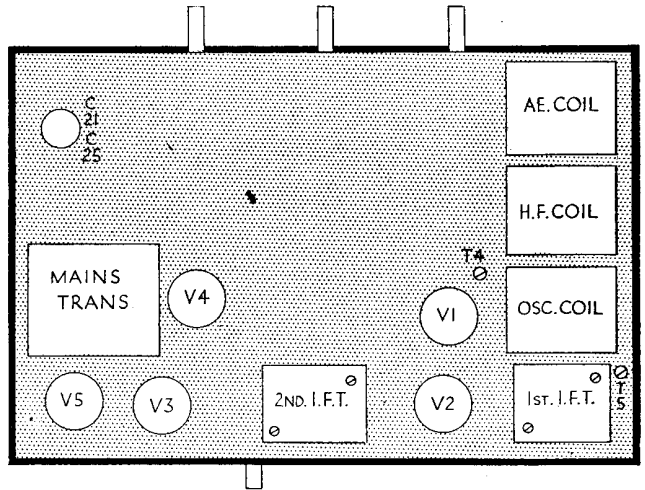 AE. COIL
C
21
C
25
H.F. COIL
T4
MAINS
TRANS
V4
V1
OSC. COIL
V5
V3
2ND. I.F.T.
V2
1ST. I.F.T.
T
5